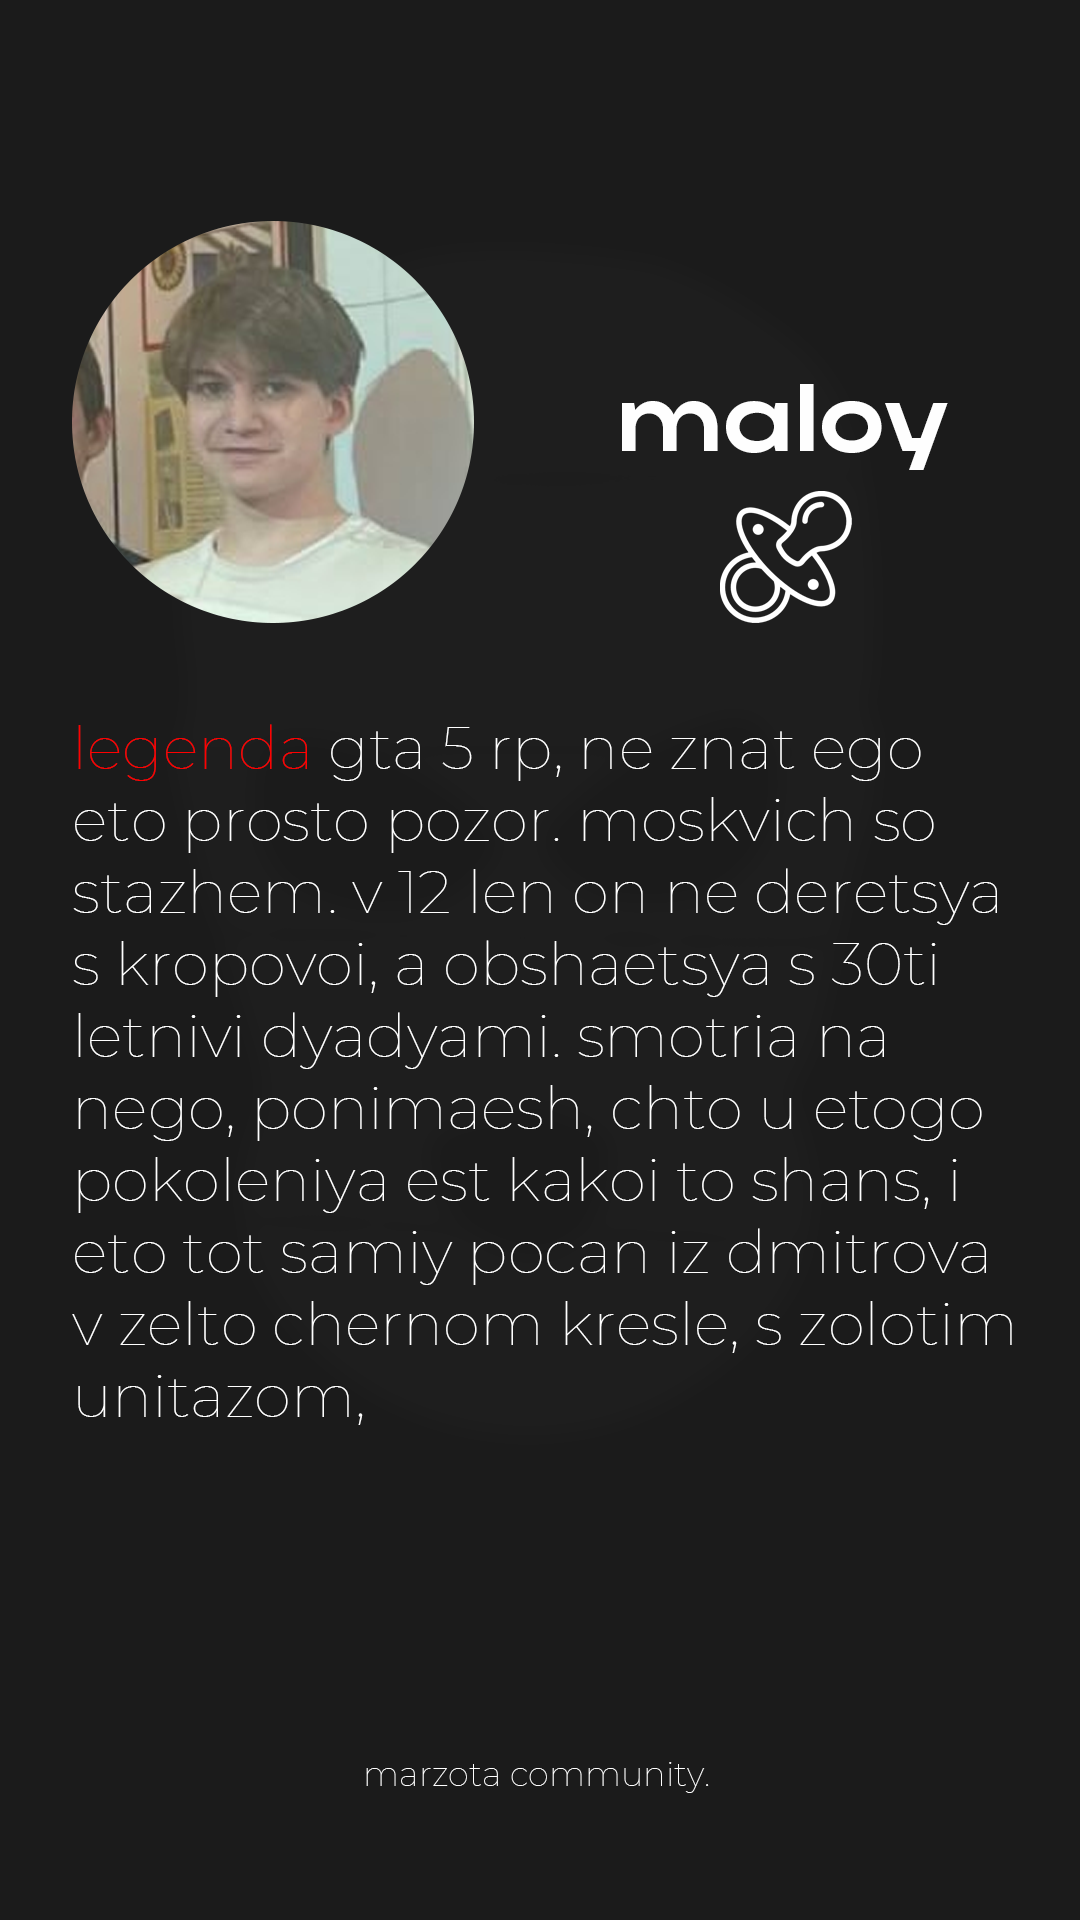 maloy
legenda gta 5 rp, ne znat ego
eto prosto pozor. moskvich so
stazhem. v 12 len on ne deretsya
s kropovoi, a obshaetsya s 30ti
letnivi dyadyami. smotria na
nego, ponimaesh, chto u etogo
pokoleniya est kakoi to shans, i
eto tot samiy pocan iz dmitrova
v zelto chernom kresle, s zolotim
unitazom,
marzota community.